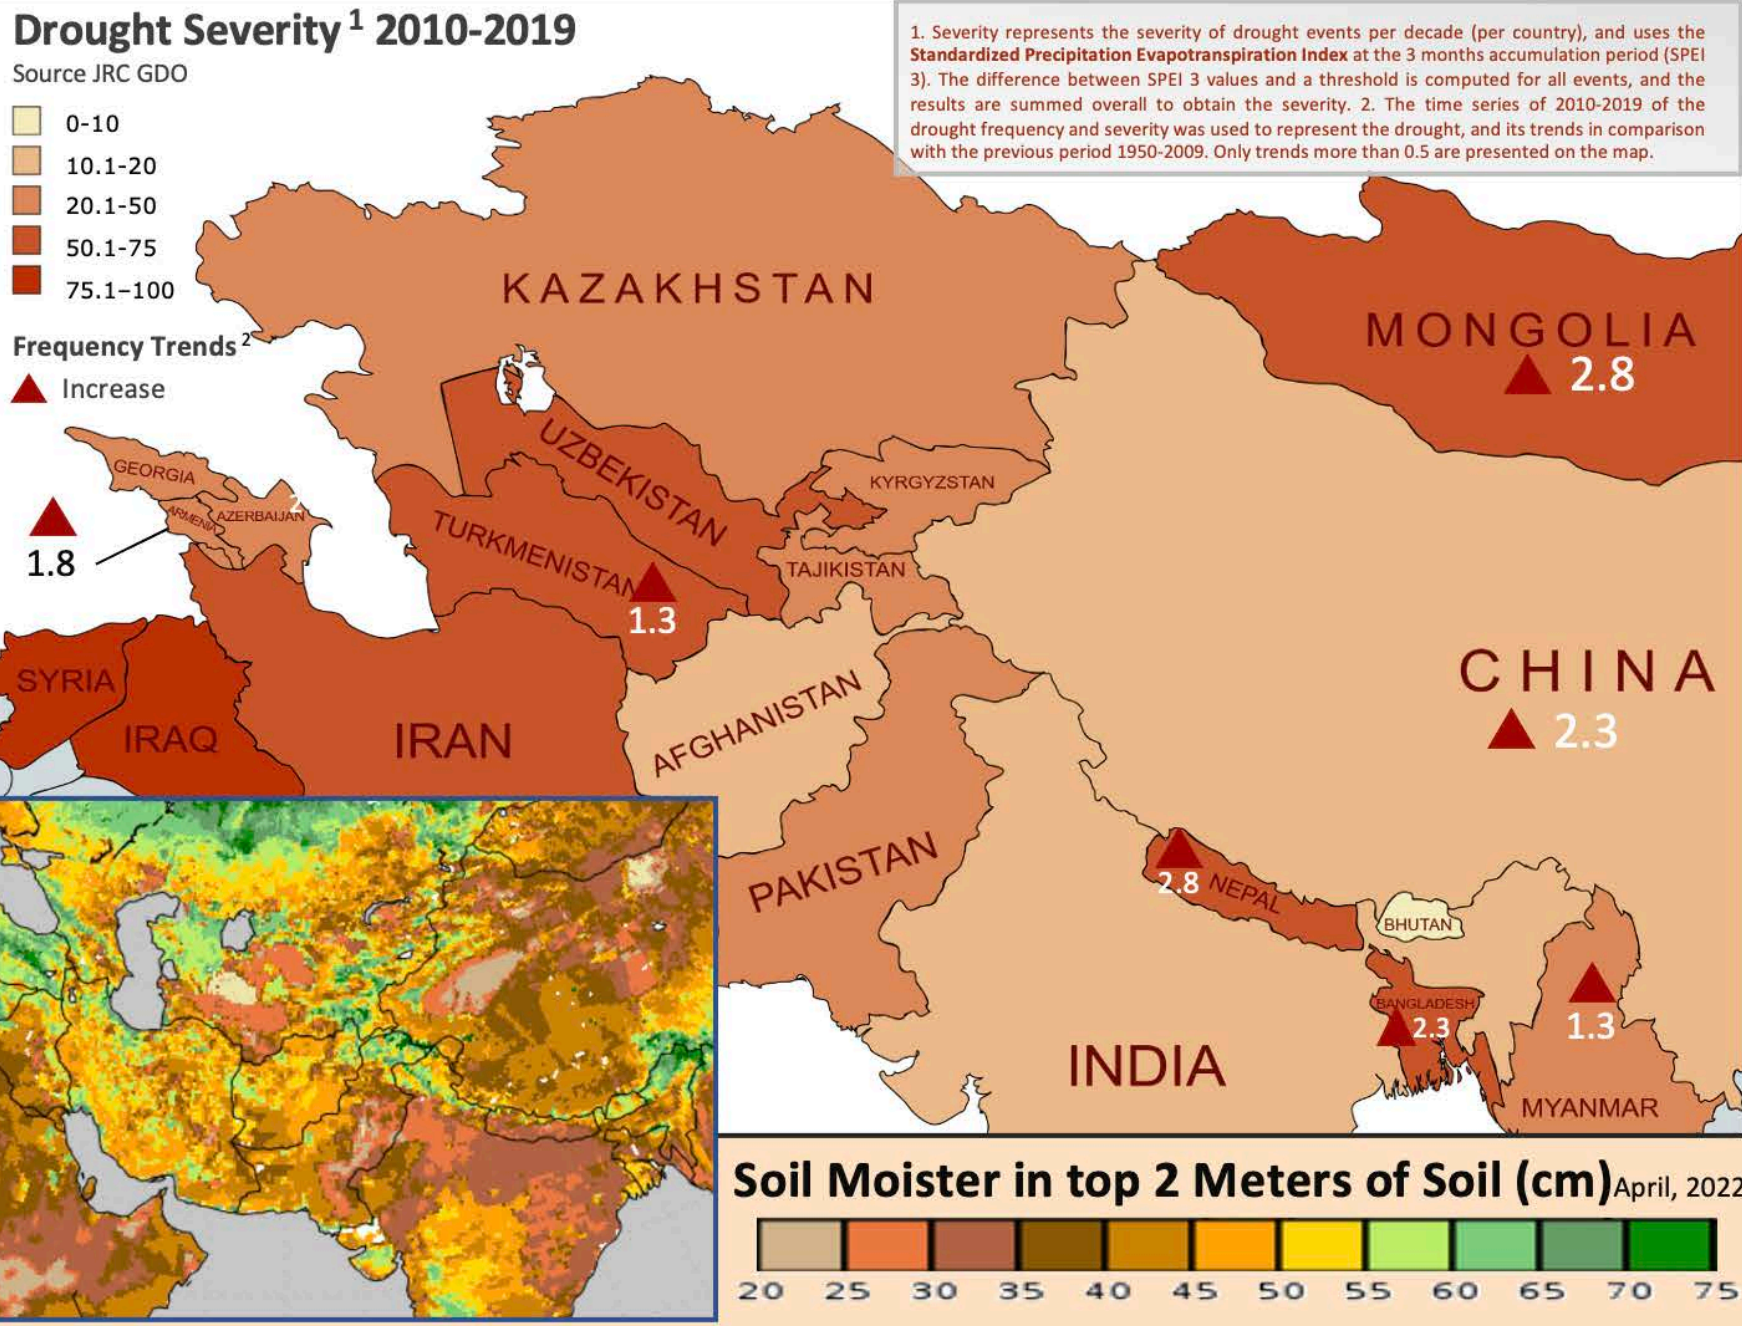 Drought Severity 1 2010-2019
Source JRC GDO
0-10
10.1-20
20.1-50
50.1-75
75.1–100
Frequency Trends 2
Increase
1. Severity represents the severity of drought events per decade (per country), and uses the
Standardized Precipitation Evapotranspiration Index at the 3 months accumulation period (SPEI
3). The difference between SPEI 3 values and a threshold is computed for all events, and the
results are summed overall to obtain the severity. 2. The time series of 2010-2019 of the
drought frequency and severity was used to represent the drought, and its trends in comparison
with the previous period 1950-2009. Only trends more than 0.5 are presented on the map.
KAZAKHSTAN
MONGOLIA
2.8
UZBEKISTAN
GEORGIA
KYRGYZSTAN
2
ARMENIA
AZERBAIJAN
1.8
TURKMENISTAN
1.3
TAJIKISTAN
CHINA
2.3
SYRIA
IRAQ
IRAN
AFGHANISTAN
PAKISTAN
2.8
NEPAL
BHUTAN
BANGLADESH
2.3
1.3
INDIA
MYANMAR
Soil Moister in top 2 Meters of Soil (cm) April, 2022
20 25 30 35 40 45 50 55 60 65 70 75